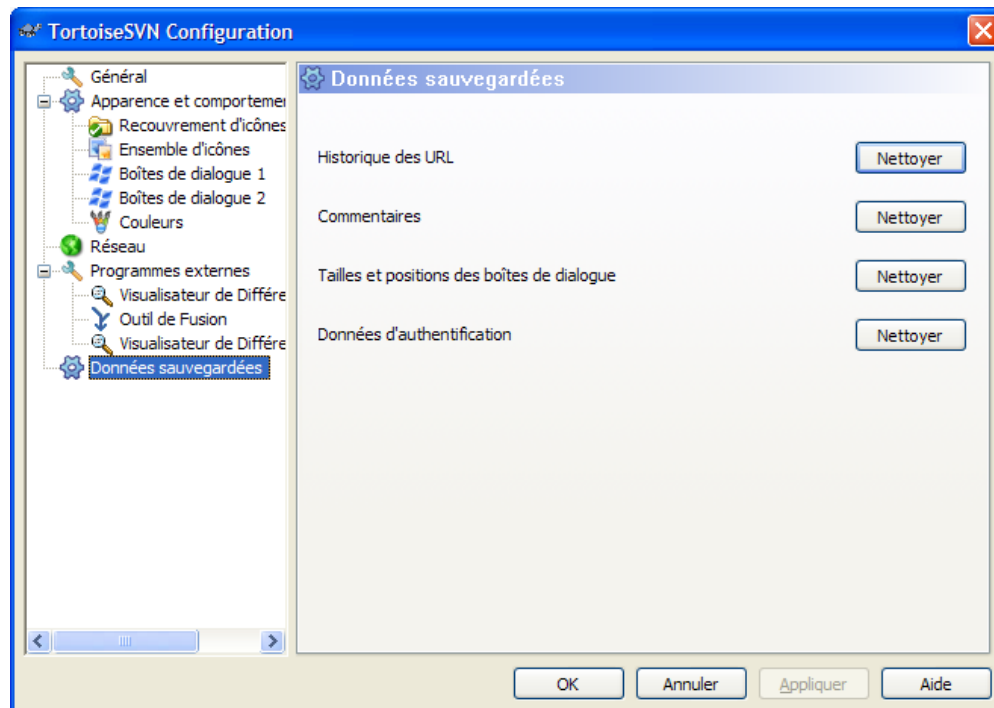 TortoiseSVN Configuration
Général
Apparence et comportemer
Recouvrement d'icônes
Ensemble d'icônes
Boîtes de dialogue 1
Boîtes de dialogue 2
Couleurs
Réseau
Programmes externes
Visualisateur de Différe
Outil de Fusion
Visualisateur de Différe
Données sauvegardées
Données sauvegardées
Historique des URL Nettoyer
Commentaires Nettoyer
Tailles et positions des boîtes de dialogue Nettoyer
Données d'authentification Nettoyer
OK Annuler Appliquer Aide